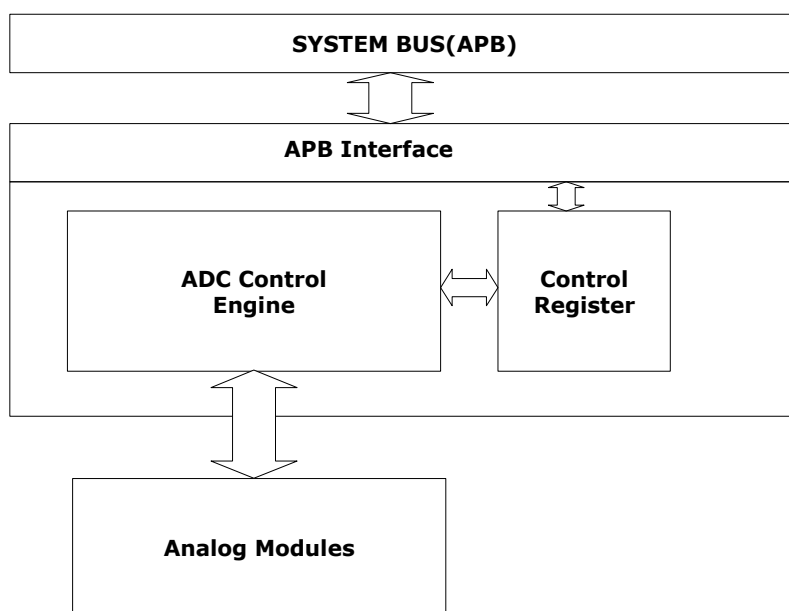 SYSTEM BUS(APB)
APB Interface
ADC Control
Engine
Control
Register
Analog Modules